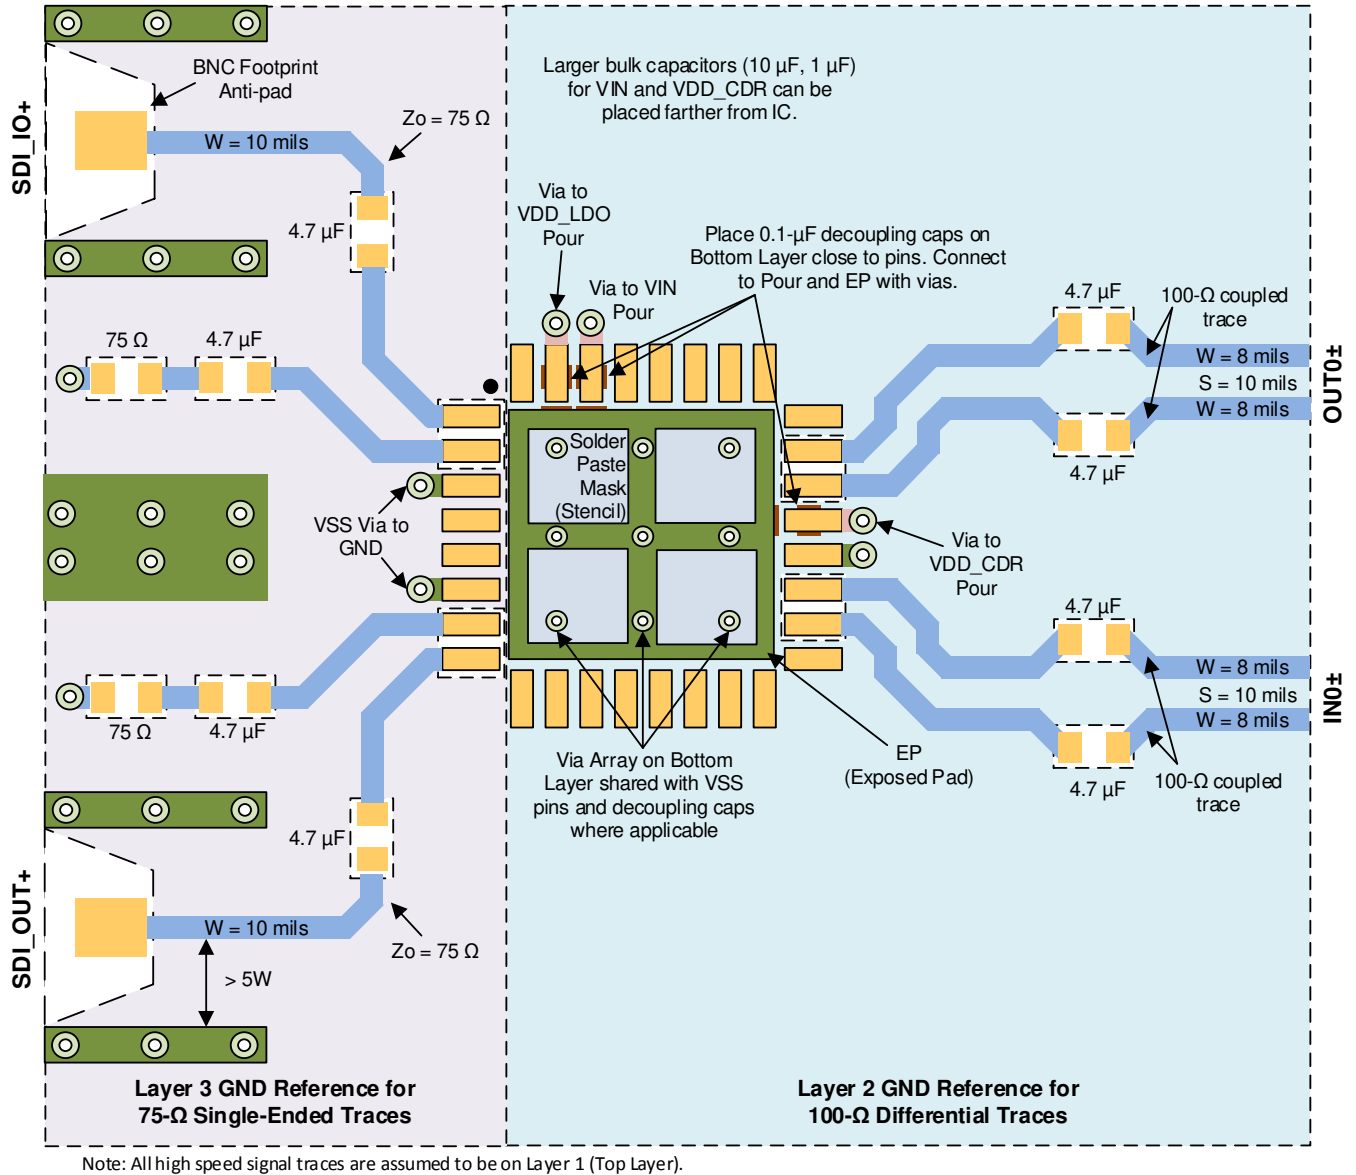 BNC Footprint
Anti-pad
SDI_IO+
W = 10 mils
Zo = 75 Ω
4.7 µF
Larger bulk capacitors (10 µF, 1 µF)
for VIN and VDD_CDR can be
placed farther from IC.
Via to
VDD_LDO
Pour
Via to VIN
Pour
Place 0.1-µF decoupling caps on
Bottom Layer close to pins. Connect
to Pour and EP with vias.
4.7 µF
100-Ω coupled
trace
W = 8 mils
S = 10 mils
W = 8 mils
4.7 µF
OUT0±
75 Ω
4.7 µF
Solder
Paste
Mask
(Stencil)
VSS Via to
GND
Via to
VDD_CDR
Pour
4.7 µF
W = 8 mils
S = 10 mils
W = 8 mils
4.7 µF
100-Ω coupled
trace
IN0±
75 Ω
4.7 µF
Via Array on Bottom
Layer shared with VSS
pins and decoupling caps
where applicable
EP
(Exposed Pad)
4.7 µF
SDI_OUT+
W = 10 mils
Zo = 75 Ω
> 5W
Layer 3 GND Reference for
75-Ω Single-Ended Traces
Layer 2 GND Reference for
100-Ω Differential Traces
Note: All high speed signal traces are assumed to be on Layer 1 (Top Layer).